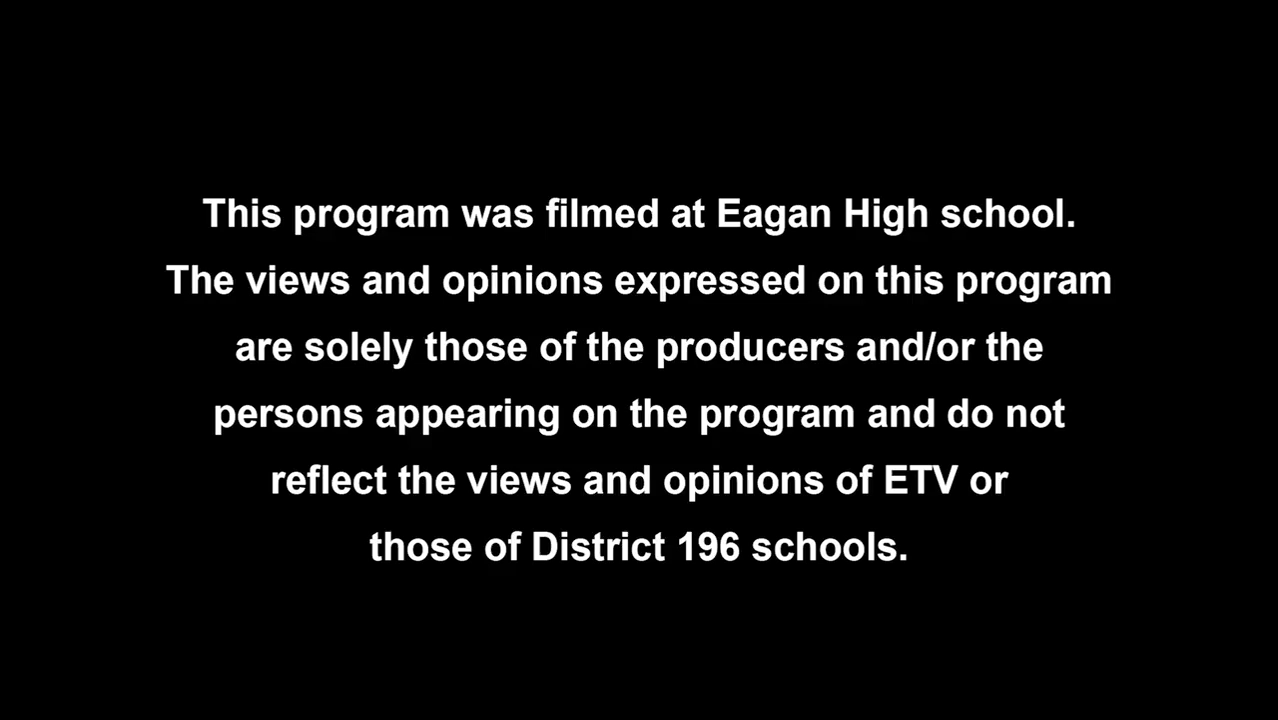 This program was filmed at Eagan High school.
The views and opinions expressed on this program
are solely those of the producers and/or the
persons appearing on the program and do not
reflect the views and opinions of ETV or
those of District 196 schools.